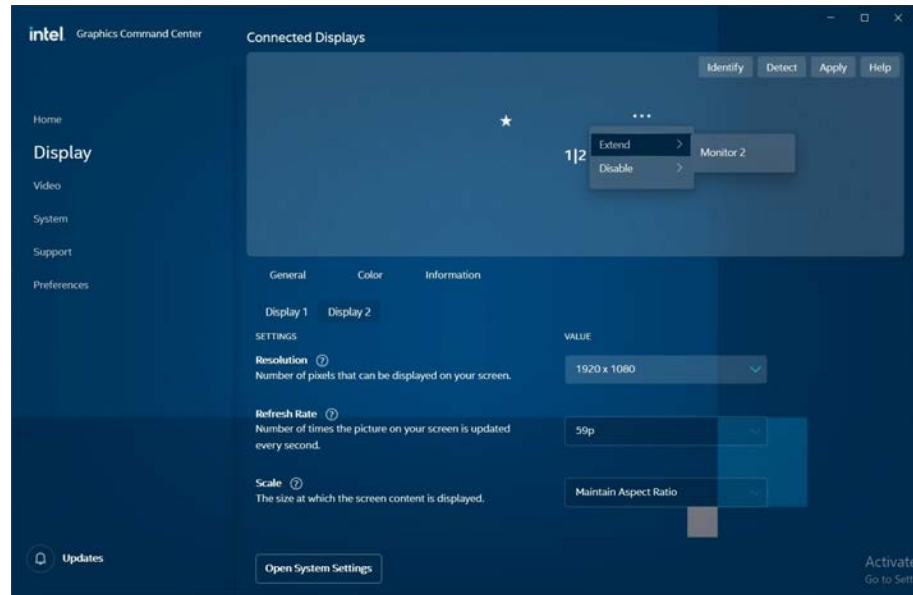 intel. Graphics Command Center
Connected Displays
Identify Detect Apply Help
Home
Display
Video
System
Support
Preferences
1|2
Extend
Monitor 2
Disable
General Color Information
Display 1 Display 2
SETTINGS VALUE
Resolution ?
Number of pixels that can be displayed on your screen.
1920 x 1080
Refresh Rate ?
Number of times the picture on your screen is updated
every second.
59p
Scale ?
The size at which the screen content is displayed.
Maintain Aspect Ratio
Updates
Open System Settings
Activate
Go to Sett